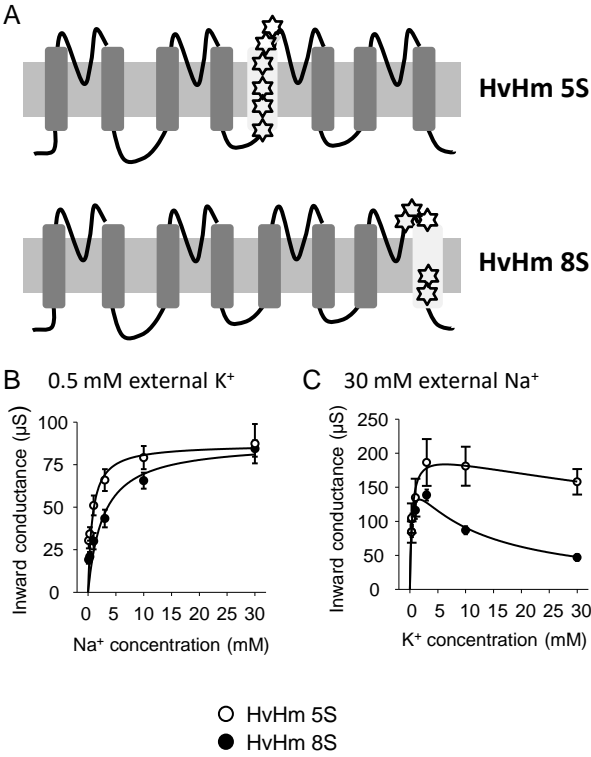 A
HvHm 5S
HvHm 8S
B 0.5 mM external K⁺
Inward conductance (µS)
100
75
50
25
0
0 5 10 15 20 25 30
Na⁺ concentration (mM)
C 30 mM external Na⁺
Inward conductance (µS)
250
200
150
100
50
0
0 5 10 15 20 25 30
K⁺ concentration (mM)
HvHm 5S
HvHm 8S